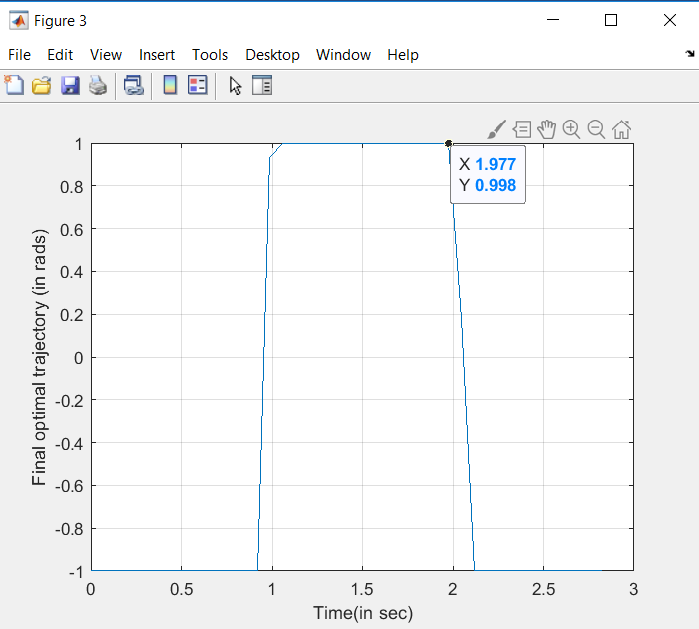 Figure 3
File Edit View Insert Tools Desktop Window Help
X 1.977
Y 0.998
1
0.8
0.6
0.4
0.2
0
-0.2
-0.4
-0.6
-0.8
-1
Final optimal trajectory (in rads)
0 0.5 1 1.5 2 2.5 3
Time(in sec)